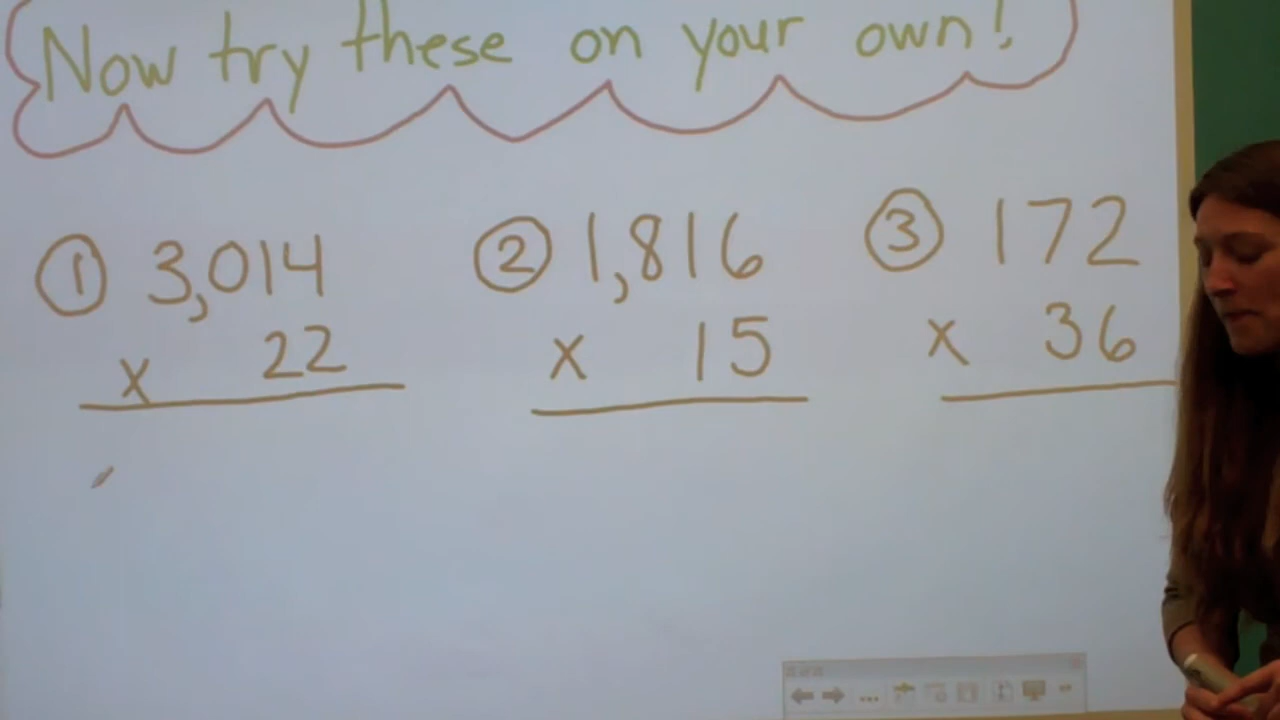 Now try these on your own!
① 3,014
x 22
② 1,816
x 15
③ 172
x 36